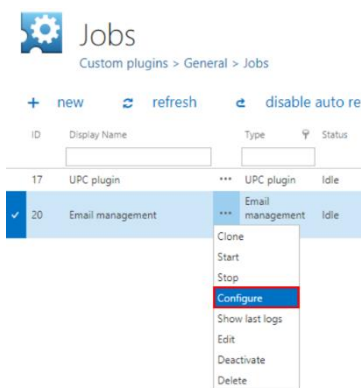 Jobs
Custom plugins > General > Jobs
+ new refresh disable auto re
ID Display Name Type Status
17 UPC plugin ... UPC plugin Idle
20 Email management ... Email management Idle
Clone
Start
Stop
Configure
Show last logs
Edit
Deactivate
Delete